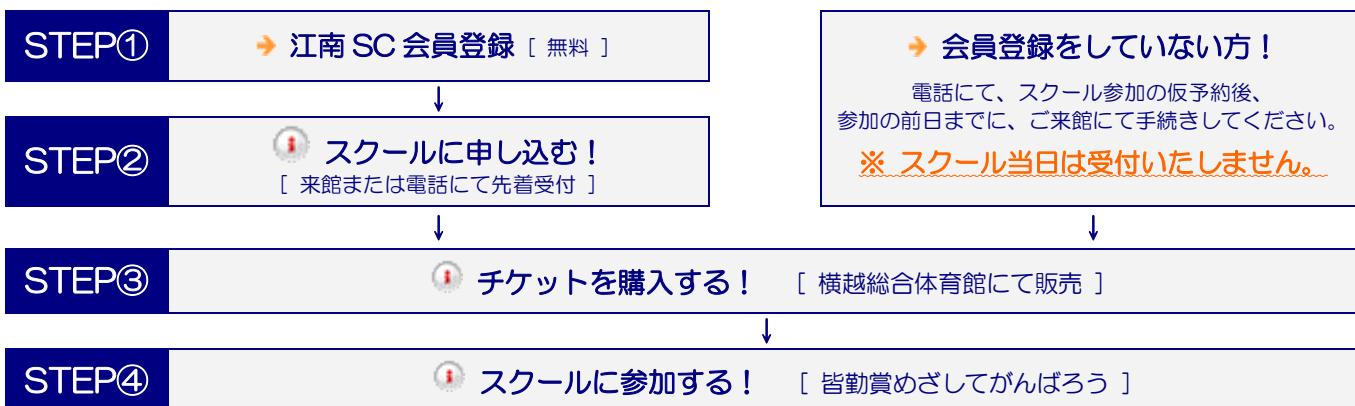 STEP① 江南 SC 会員登録 [ 無料 ]
STEP② スクールに申し込む！
[ 来館または電話にて先着受付 ]
会員登録をしていない方！
電話にて、スクール参加の仮予約後、
参加の前日までに、ご来館にて手続きしてください。
※ スクール当日は受付いたしません。
STEP③ チケットを購入する！ [ 横越総合体育館にて販売 ]
STEP④ スクールに参加する！ [ 皆勤賞めざしてがんばろう ]